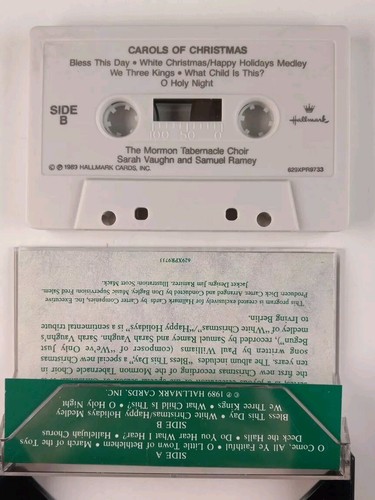 CAROLS OF CHRISTMAS
Bless This Day • White Christmas/Happy Holidays Medley
We Three Kings • What Child Is This?
O Holy Night
SIDE
B
100 50 0
Hallmark
The Mormon Tabernacle Choir
Sarah Vaughn and Samuel Ramey
© ℗ 1989 HALLMARK CARDS, INC.
629XPR9733
SIDE A
O Come, All Ye Faithful • O Little Town of Bethlehem • March of the Toys
Deck the Halls • Do You Hear What I Hear? • Hallelujah Chorus
SIDE B
Bless This Day • White Christmas/Happy Holidays Medley
We Three Kings • What Child Is This? • O Holy Night
℗ © 1989 HALLMARK CARDS, INC.
the first new Christmas recording of the Mormon Tabernacle Choir in
ten years. The album includes "Bless This Day," a special Christmas
song written by Paul Williams (composer of "We've Only Just
Begun"), recorded by Samuel Ramey and Sarah Vaughn. Sarah Vaughn's
medley of "White Christmas"/"Happy Holidays" is a sentimental tribute
to Irving Berlin.
This program is created exclusively for Hallmark Cards by Carter Companies, Inc. Executive
Producer: Carter. Arranged and Conducted by Don Bagley. Music Supervision: Fred Salem.
Jacket Design: Jim Ramirez. Illustration: Scott Mack.
629XPR9711